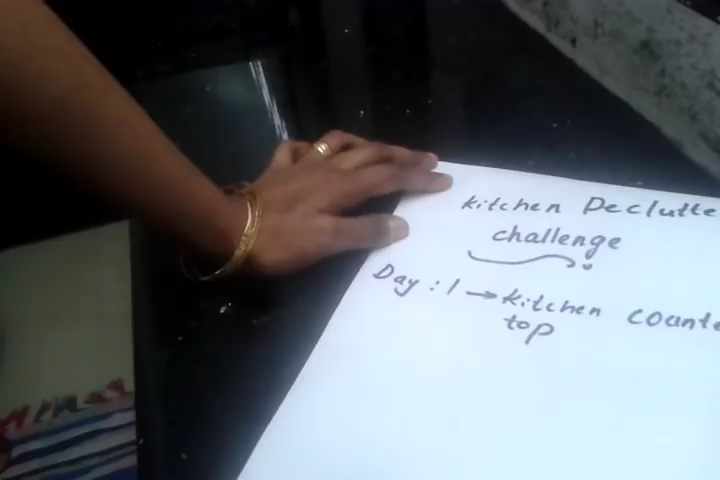 kitchen Declutte
challenge
Day : 1 → kitchen counte
top